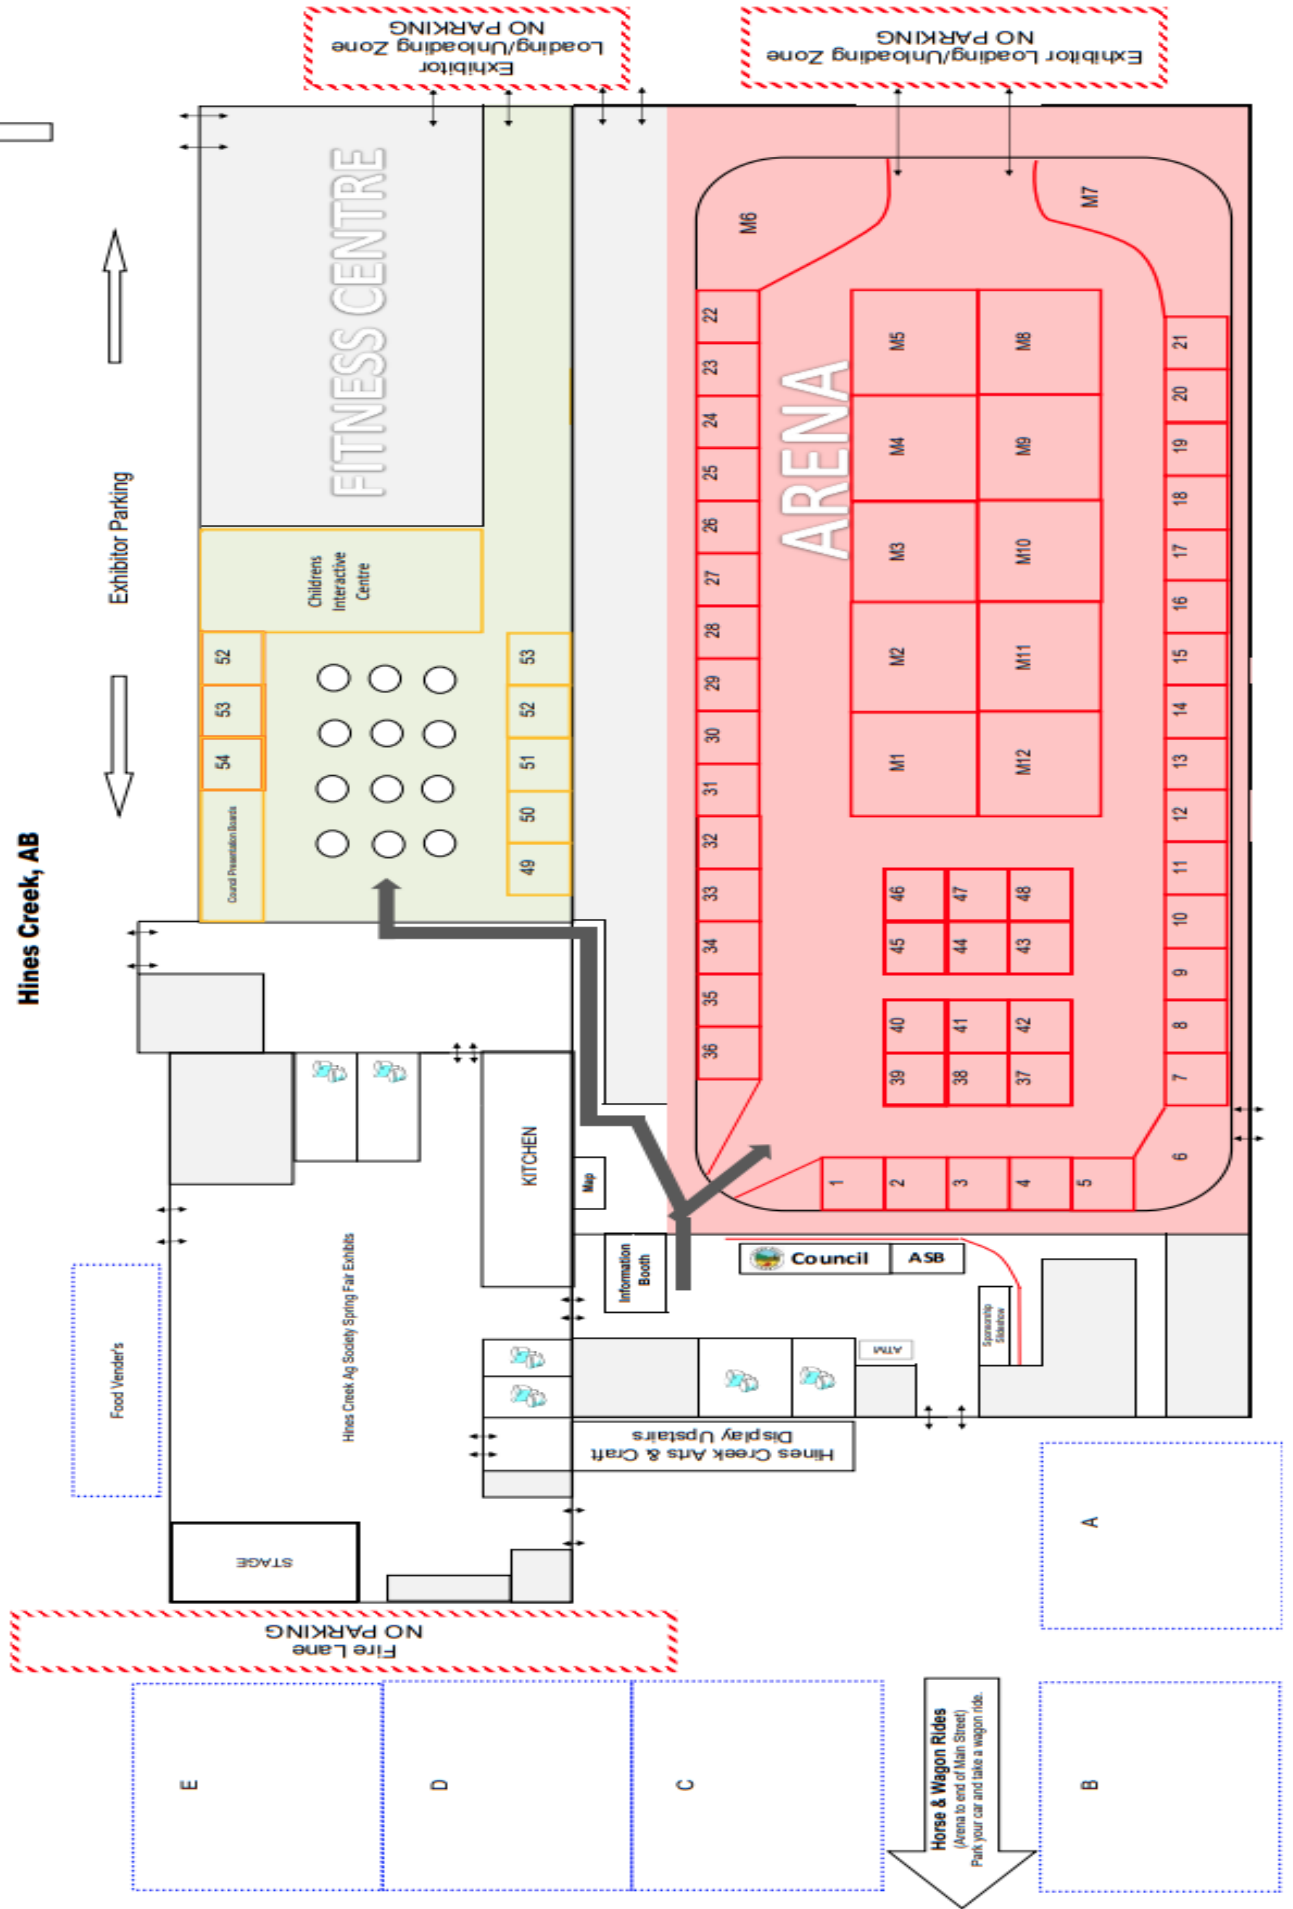 Hines Creek, AB
Exhibitor Parking
Exhibitor
Loading/Unloading Zone
NO PARKING
Exhibitor Loading/Unloading Zone
NO PARKING
FITNESS CENTRE
Childrens
Interactive
Centre
52
53
54
Council Presentation Boards
53
52
51
50
49
ARENA
M6
M7
22
23
24
25
26
27
28
29
30
31
32
33
34
35
36
M5
M4
M3
M2
M1
M8
M9
M10
M11
M12
21
20
19
18
17
16
15
14
13
12
11
10
9
8
7
6
46
47
48
45
44
43
40
41
42
39
38
37
1
2
3
4
5
KITCHEN
Map
Information
Booth
Council
ASB
Sponsorship
Slideshow
ATM
Hines Creek Arts & Craft
Display Upstairs
Food Vender's
Hines Creek Ag Society Spring Fair Exhibits
STAGE
Fire Lane
NO PARKING
A
B
C
D
E
Horse & Wagon Rides
(Arena to end of Main Street)
Park your car and take a wagon ride.